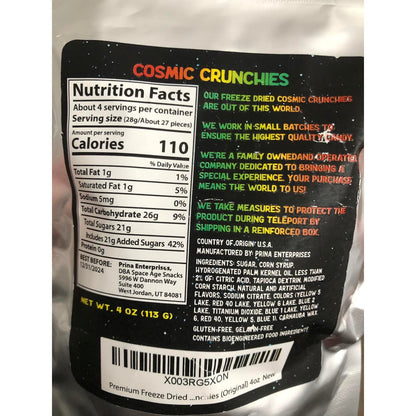 COSMIC CRUNCHIES
Nutrition Facts
About 4 servings per container
Serving size (28g/About 27 pieces)
Amount per serving
Calories 110
% Daily Value
Total Fat 1g 1%
Saturated Fat 1g 5%
Sodium 5mg 0%
Total Carbohydrate 26g 9%
Total Sugars 21g
Includes 21g Added Sugars 42%
Protein 0g
BEST BEFORE:
12/31/2024
Prina Enterprisss,
DBA Space Age Snacks
5996 W Dannon Way
Suite 400
West Jordan, UT 84081
NET WT. 4 OZ (113 G)
OUR FREEZE DRIED COSMIC CRUNCHIES
ARE OUT OF THIS WORLD.
WE WORK IN SMALL BATCHES TO
ENSURE THE HIGHEST QUALITY CANDY.
WE'RE A FAMILY OWNEDAND OPERATED
COMPANY DEDICATED TO BRINGING A
SPECIAL EXPERIENCE. YOUR PURCHASE
MEANS THE WORLD TO US!
WE TAKE MEASURES TO PROTECT THE
PRODUCT DURING TELEPORT BY
SHIPPING IN A REINFORCED BOX.
COUNTRY OF ORIGIN: U.S.A.
MANUFACTURED BY PRINA ENTERPRISES
INGREDIENTS: SUGAR, CORN SYRUP,
HYDROGENATED PALM KERNEL OIL, LESS THAN
2% OF: CITRIC ACID, TAPIOCA DEXTRIN, MODIFIED
CORN STARCH, NATURAL AND ARTIFICIAL
FLAVORS, SODIUM CITRATE, COLORS (YELLOW 5
LAKE, RED 40 LAKE, YELLOW 6 LAKE, BLUE 2
LAKE, TITANIUM DIOXIDE, BLUE 1 LAKE, YELLOW
6, RED 40, YELLOW 5, BLUE 1), CARNAUBA WAX.
GLUTEN-FREE, GELATIN-FREE
CONTAINS BIOENGINEERED FOOD INGREDIENTS
X003RG5XON
Premium Freeze Dried ...nchies (Original) 4oz
New